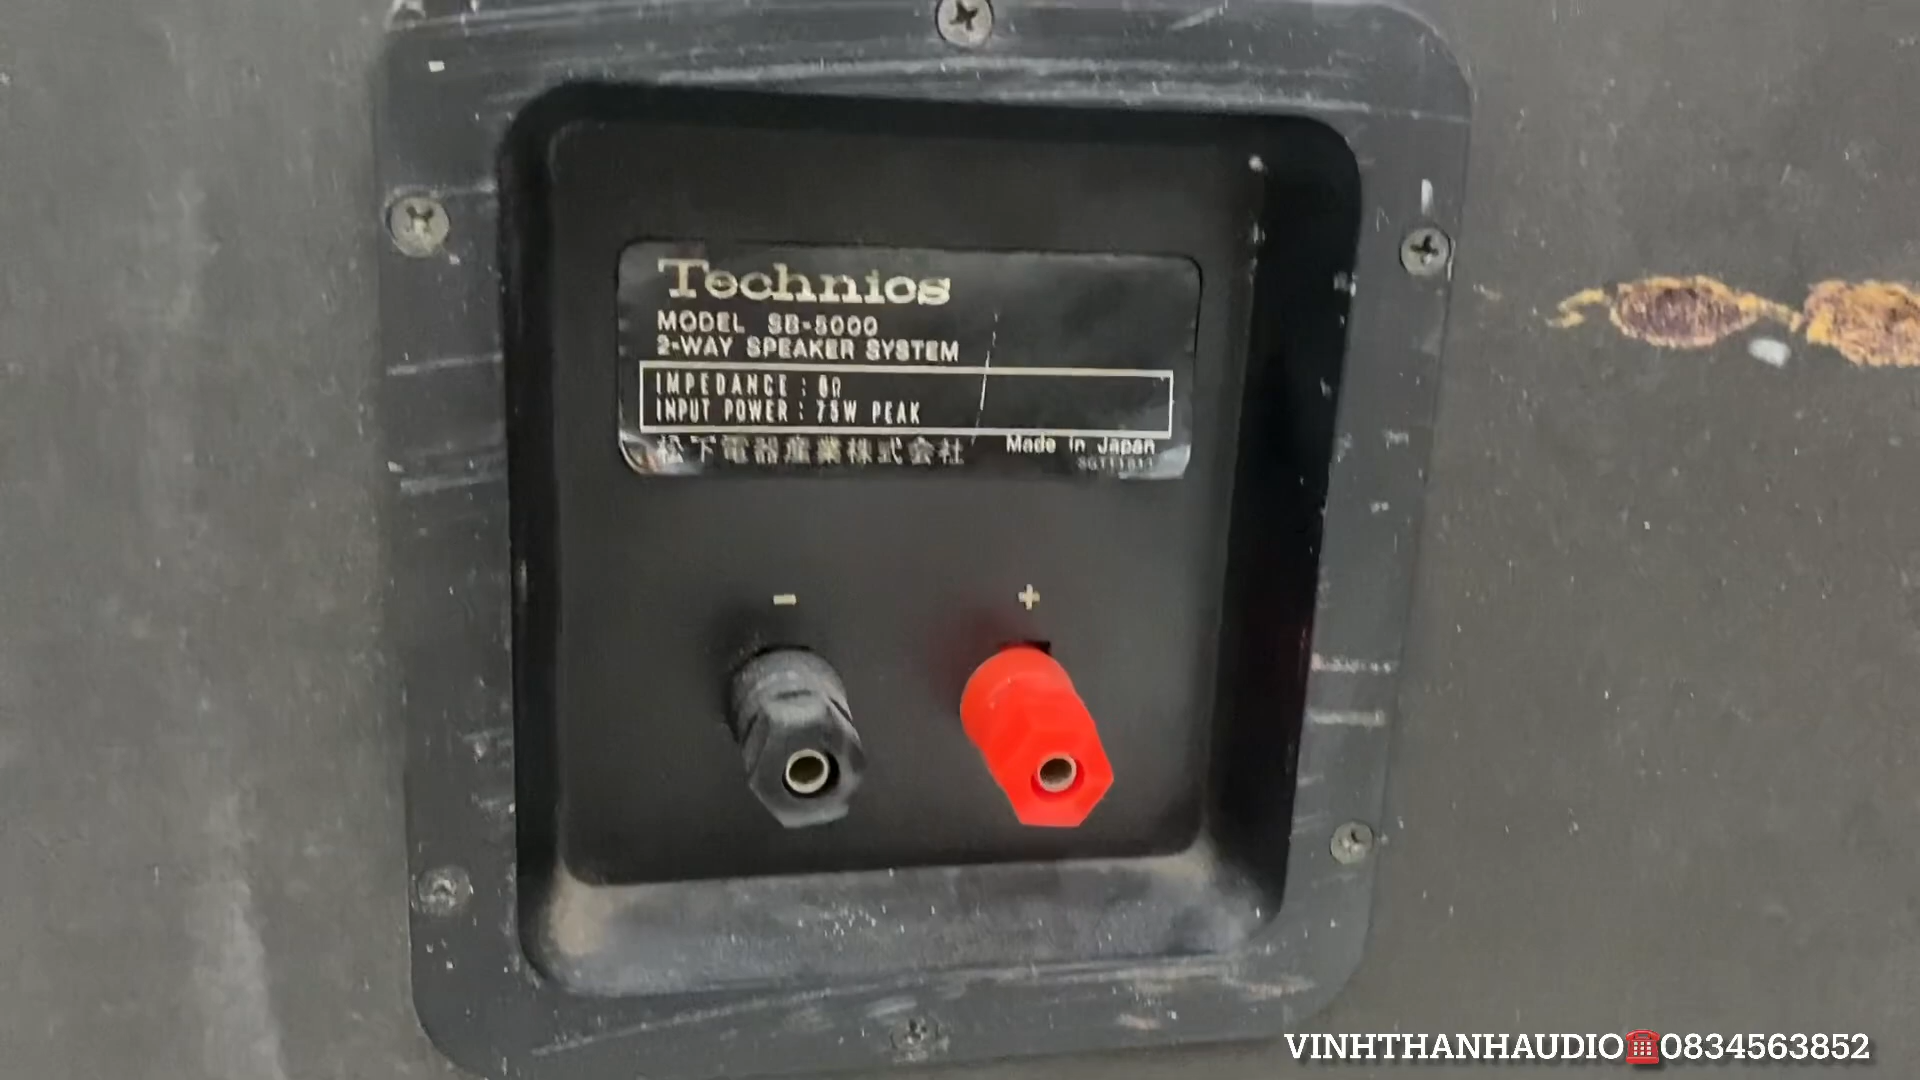 Technics
MODEL SB-5000
2-WAY SPEAKER SYSTEM
IMPEDANCE : 8Ω
INPUT POWER : 75W PEAK
松下電器産業株式会社 Made in Japan
- +
VINHTHANHAUDIO☎️0834563852